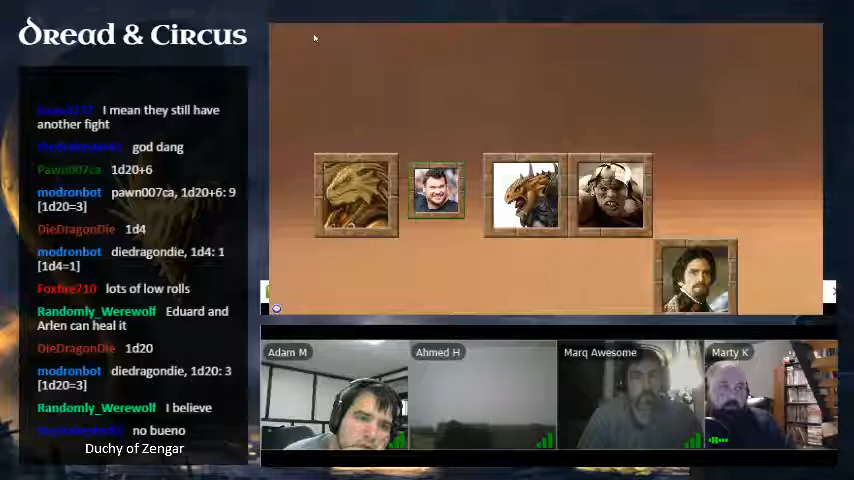 Dread & Circus
I mean they still have
another fight
god dang
Pawn007ca 1d20+6
modronbot pawn007ca, 1d20+6: 9
[1d20=3]
DieDragonDie 1d4
modronbot diedragondie, 1d4: 1
[1d4=1]
Foxfire710 lots of low rolls
Randomly_Werewolf Eduard and
Arlen can heal it
DieDragonDie 1d20
modronbot diedragondie, 1d20: 3
[1d20=3]
Randomly_Werewolf I believe
no bueno
Duchy of Zengar
Adam M
Ahmed H
Marq Awesome
Marty K